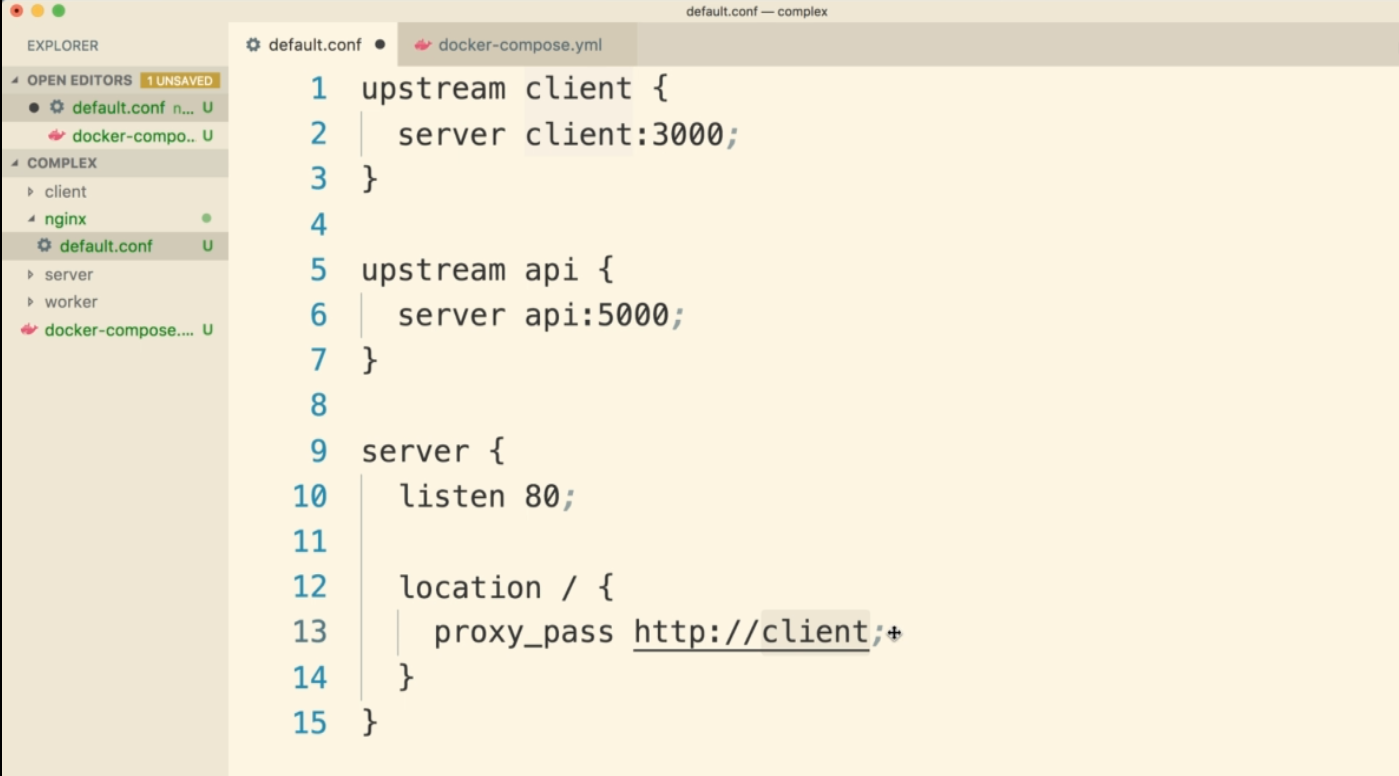 default.conf — complex
EXPLORER
OPEN EDITORS 1 UNSAVED
default.conf n... U
docker-compo.. U
COMPLEX
client
nginx
default.conf U
server
worker
docker-compose.... U
default.conf
docker-compose.yml
1 upstream client {
2   server client:3000;
3 }
4
5 upstream api {
6   server api:5000;
7 }
8
9 server {
10   listen 80;
11
12   location / {
13     proxy_pass http://client;
14   }
15 }